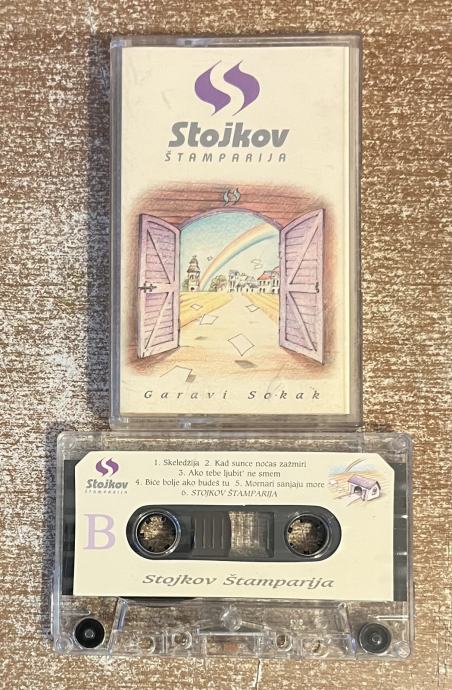 Stojkov
ŠTAMPARIJA
Garavi Sokak
Stojkov
ŠTAMPARIJA
1. Skeledžija 2. Kad sunce noćas zažmiri
3. Ako tebe ljubit' ne smem
4. Biće bolje ako budeš tu 5. Mornari sanjaju more
6. STOJKOV ŠTAMPARIJA
B
Stojkov Štamparija